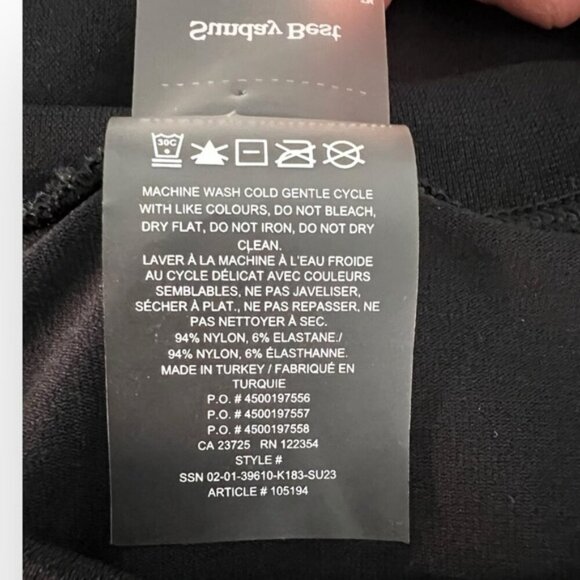 Sunday Best
TM
30C
MACHINE WASH COLD GENTLE CYCLE
WITH LIKE COLOURS, DO NOT BLEACH,
DRY FLAT, DO NOT IRON, DO NOT DRY
CLEAN.
LAVER À LA MACHINE À L'EAU FROIDE
AU CYCLE DÉLICAT AVEC COULEURS
SEMBLABLES, NE PAS JAVELISER,
SÉCHER À PLAT., NE PAS REPASSER, NE
PAS NETTOYER À SEC.
94% NYLON, 6% ELASTANE./
94% NYLON, 6% ÉLASTHANNE.
MADE IN TURKEY / FABRIQUÉ EN
TURQUIE
P.O. # 4500197556
P.O. # 4500197557
P.O. # 4500197558
CA 23725 RN 122354
STYLE #
SSN 02-01-39610-K183-SU23
ARTICLE # 105194